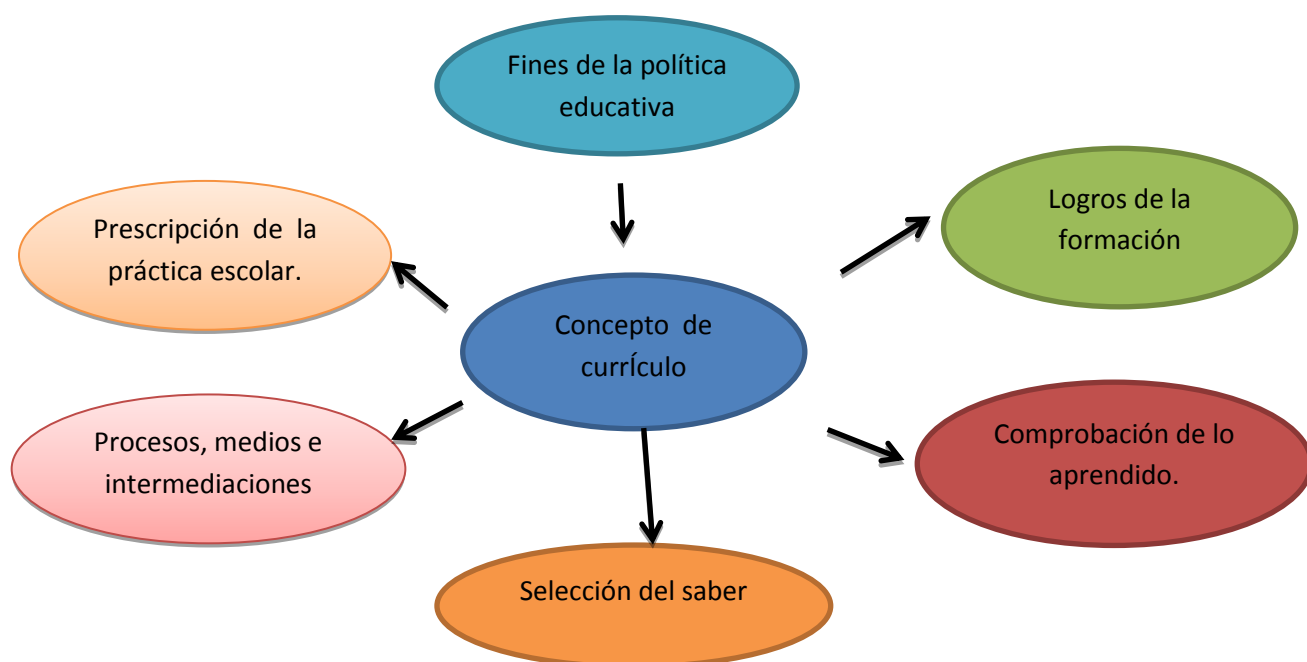 Fines de la política
educativa
Logros de la
formación
Prescripción de la
práctica escolar.
Concepto de
currÍculo
Procesos, medios e
intermediaciones
Comprobación de lo
aprendido.
Selección del saber